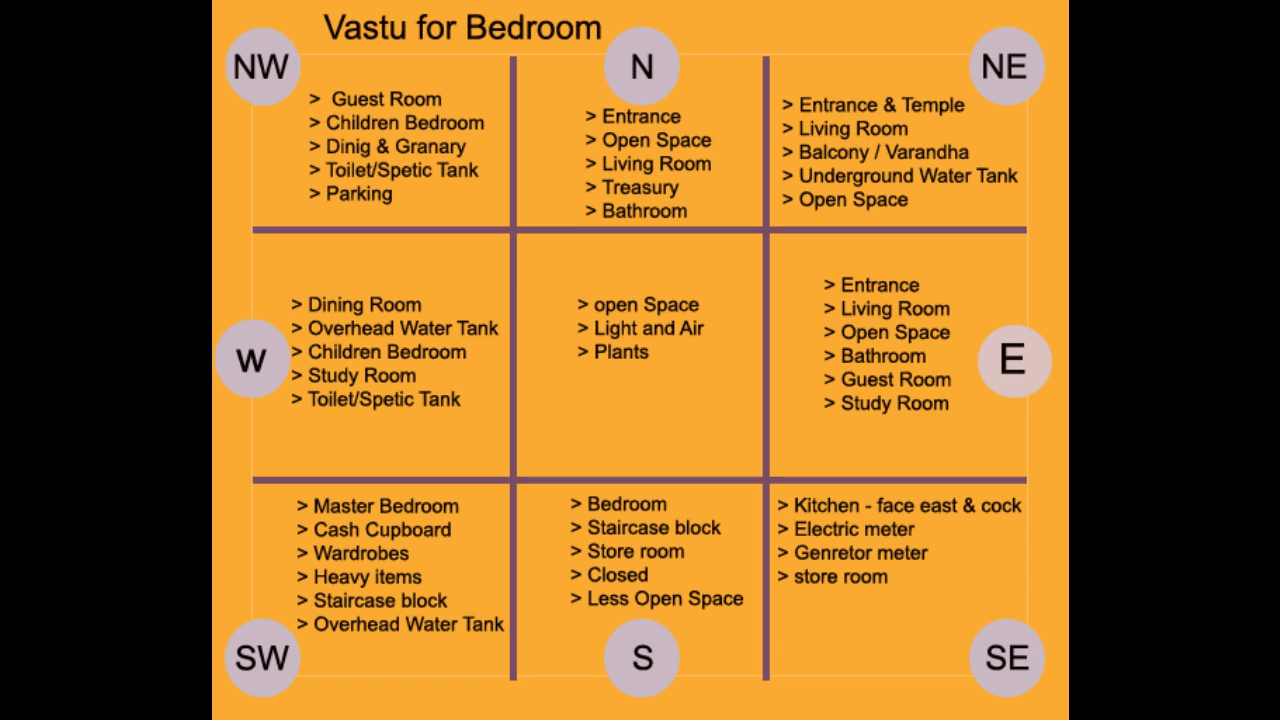 Vastu for Bedroom
NW
> Guest Room
> Children Bedroom
> Dinig & Granary
> Toilet/Spetic Tank
> Parking
N
> Entrance
> Open Space
> Living Room
> Treasury
> Bathroom
NE
> Entrance & Temple
> Living Room
> Balcony / Varandha
> Underground Water Tank
> Open Space
w
> Dining Room
> Overhead Water Tank
> Children Bedroom
> Study Room
> Toilet/Spetic Tank
> open Space
> Light and Air
> Plants
E
> Entrance
> Living Room
> Open Space
> Bathroom
> Guest Room
> Study Room
> Master Bedroom
> Cash Cupboard
> Wardrobes
> Heavy items
> Staircase block
> Overhead Water Tank
SW
> Bedroom
> Staircase block
> Store room
> Closed
> Less Open Space
S
> Kitchen - face east & cock
> Electric meter
> Genretor meter
> store room
SE